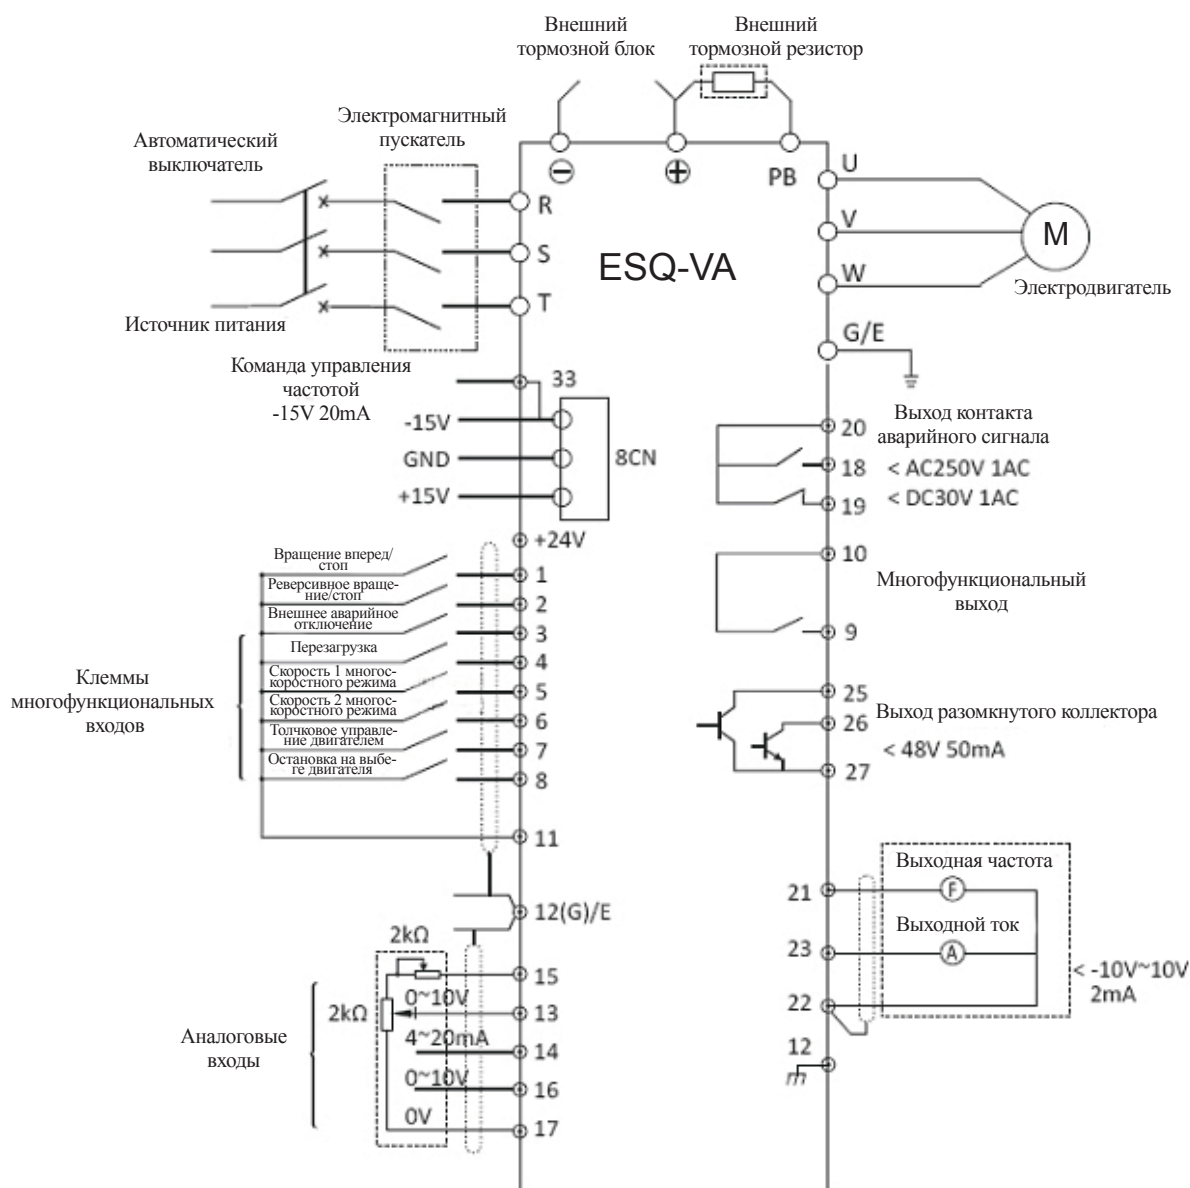 Внешний
тормозной блок
Внешний
тормозной резистор
Электромагнитный
пускатель
Автоматический
выключатель
PB
U
R
V
M
S
ESQ-VA
W
Электродвигатель
T
Источник питания
G/E
Команда управления
частотой
-15V 20mA
33
-15V
GND
8CN
+15V
20
Выход контакта
аварийного сигнала
18
< AC250V 1AC
19
< DC30V 1AC
+24V
10
Вращение вперед/
стоп
1
Реверсивное враще-
ние/стоп
2
Многофункциональный
выход
Внешнее аварийное
отключение
3
9
Перезагрузка
4
Клеммы
многофункциональных
входов
Скорость 1 многос-
коростного режима
5
Скорость 2 многос-
коростного режима
6
Толчковое управле-
ние двигателем
7
Остановка на выбе-
ге двигателя
8
25
26
Выход разомкнутого коллектора
< 48V 50mA
27
11
12(G)/E
Выходная частота
21
F
Выходной ток
23
A
22
< -10V~10V
2mA
12
2kΩ
15
0~10V
2kΩ
13
4~20mA
14
Аналоговые
входы
0~10V
16
0V
17